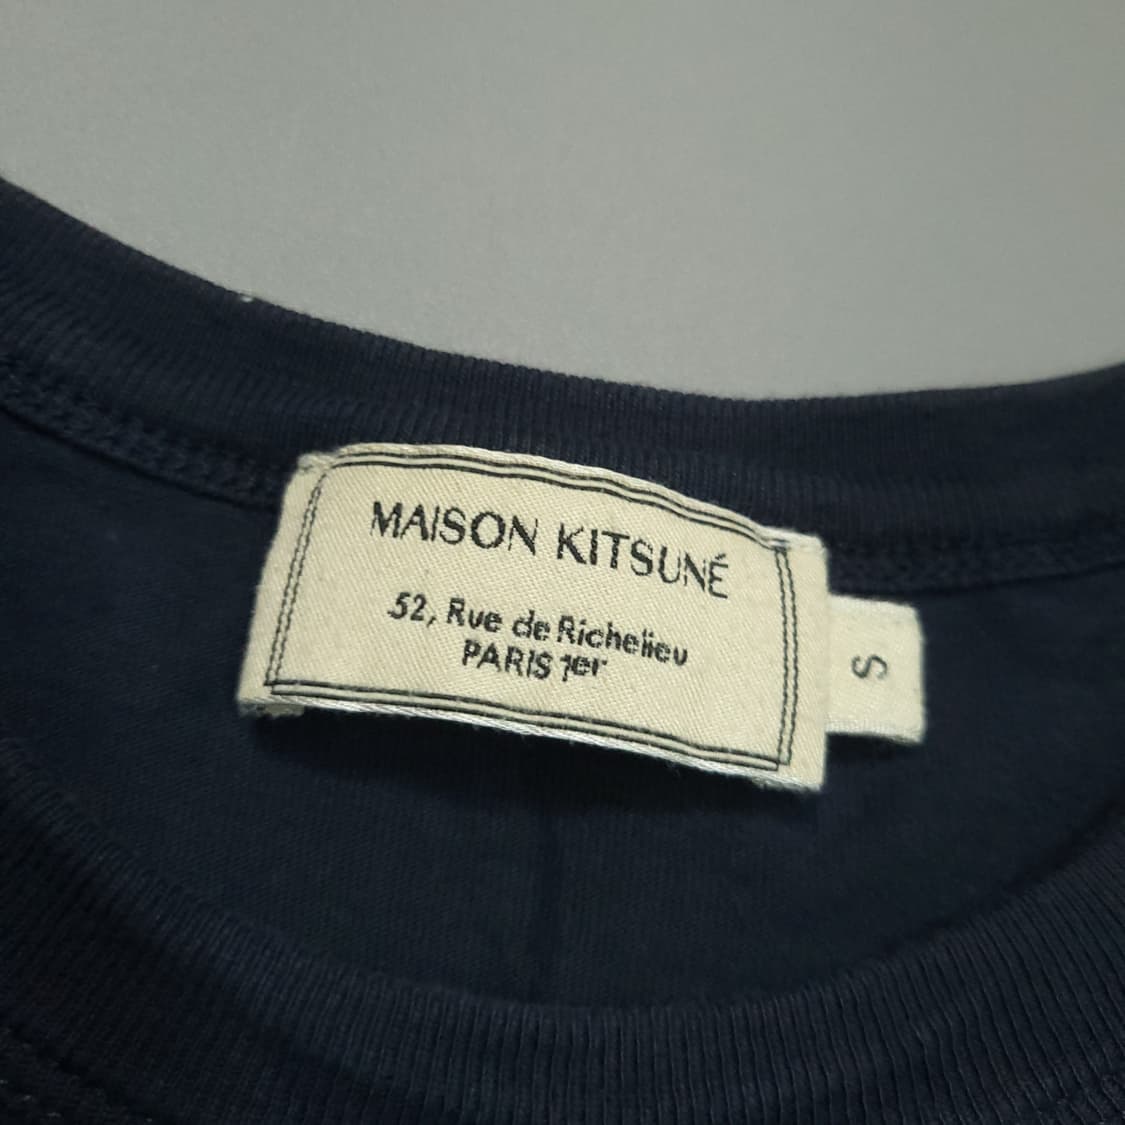 MAISON KITSUNÉ
52, Rue de Richelieu
PARIS 1er
S